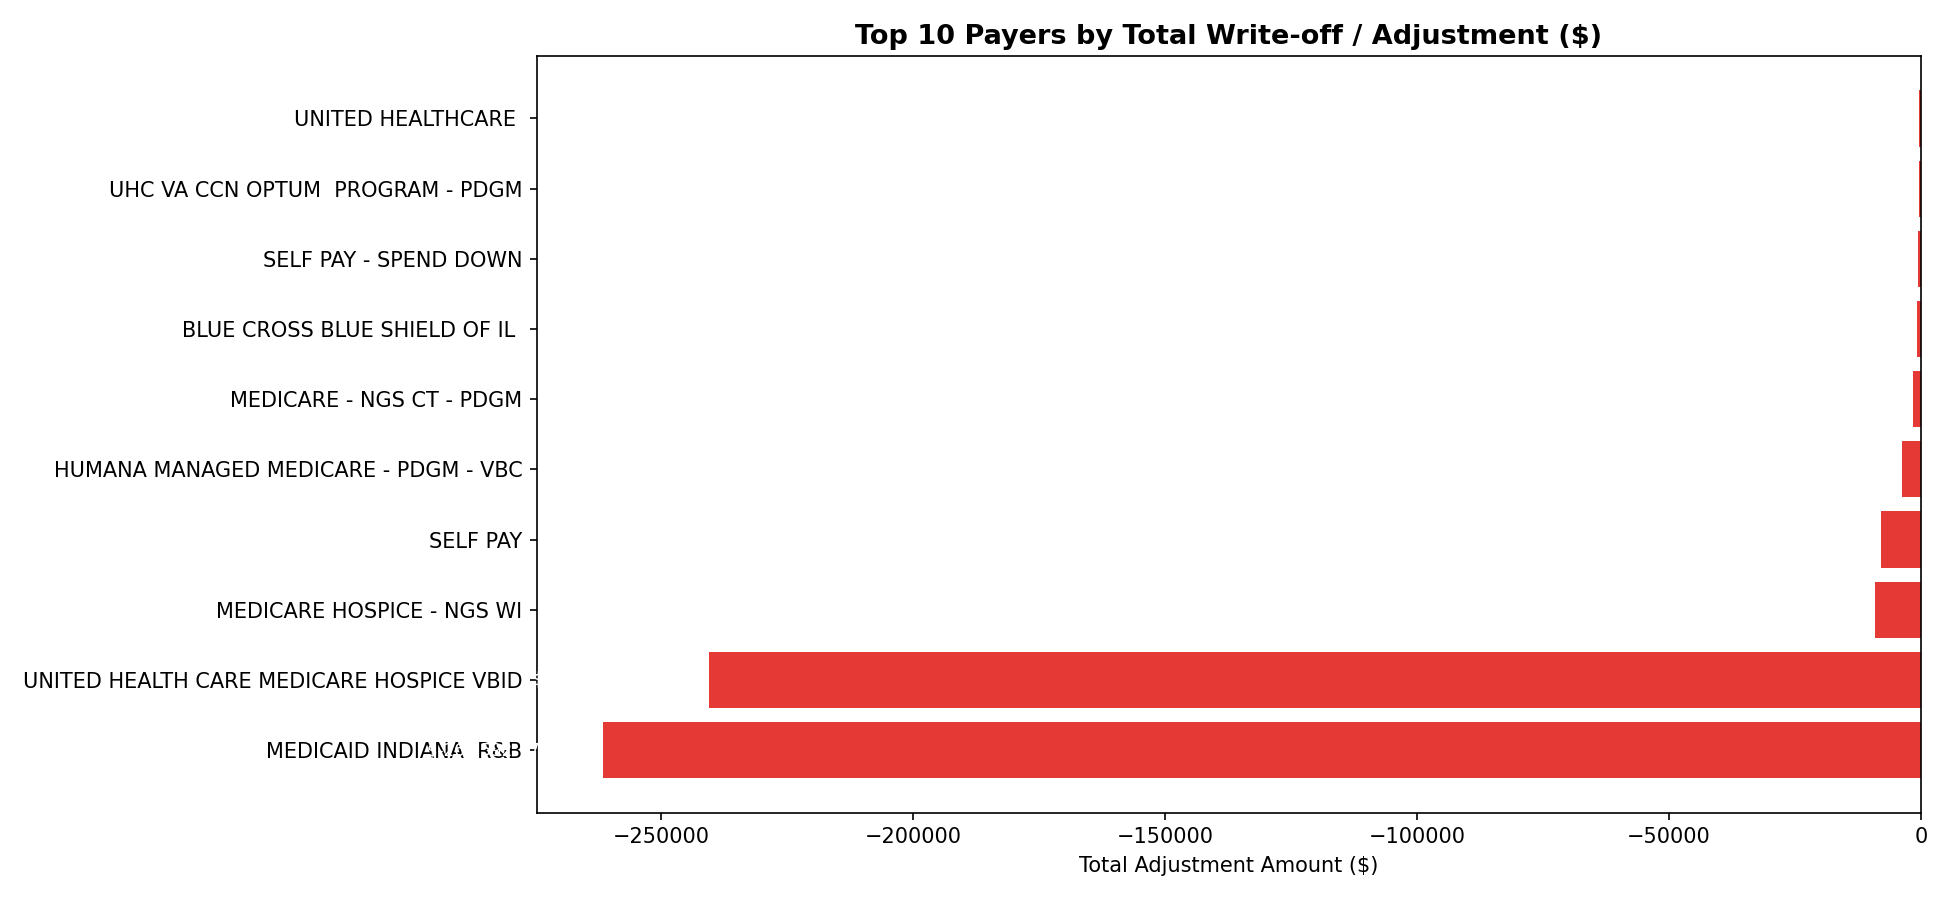 Top 10 Payers by Total Write-off / Adjustment ($)
UNITED HEALTHCARE
UHC VA CCN OPTUM  PROGRAM - PDGM
SELF PAY - SPEND DOWN
BLUE CROSS BLUE SHIELD OF IL
MEDICARE - NGS CT - PDGM
HUMANA MANAGED MEDICARE - PDGM - VBC
SELF PAY
MEDICARE HOSPICE - NGS WI
UNITED HEALTH CARE MEDICARE HOSPICE VBID
MEDICAID INDIANA  R&B
−250000 −200000 −150000 −100000 −50000 0
Total Adjustment Amount ($)